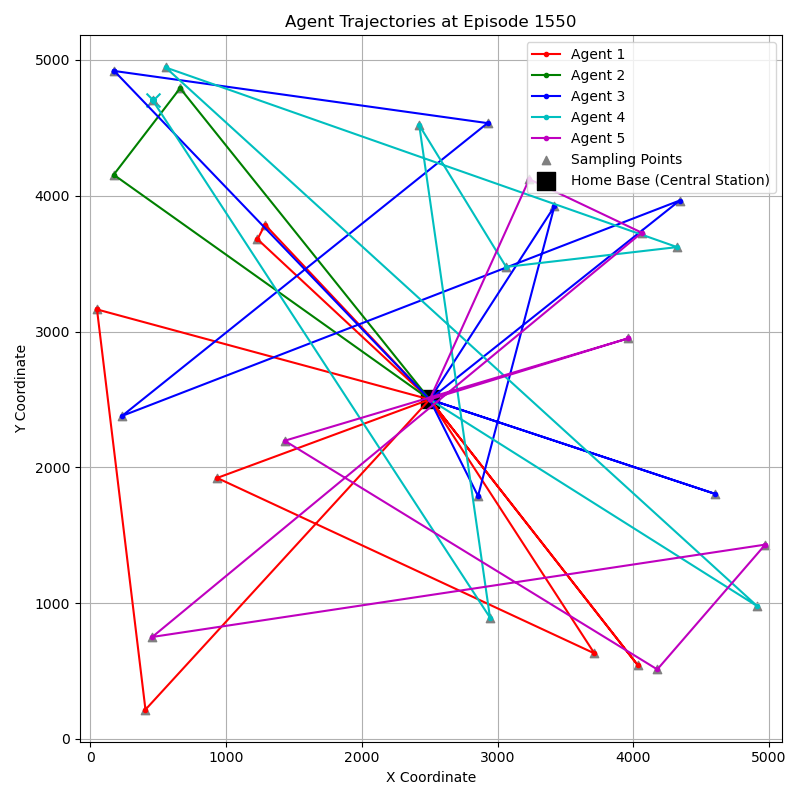 Agent Trajectories at Episode 1550
Agent 1
Agent 2
Agent 3
Agent 4
Agent 5
Sampling Points
Home Base (Central Station)
Y Coordinate
5000
4000
3000
2000
1000
0
0 1000 2000 3000 4000 5000
X Coordinate